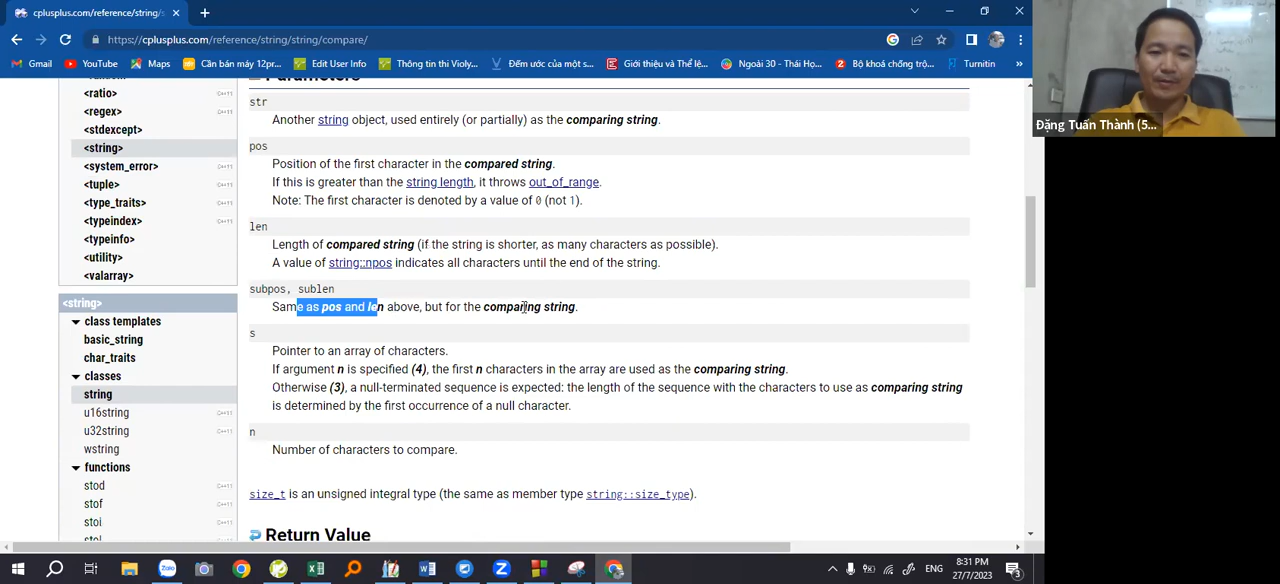 cplusplus.com/reference/string/s
https://cplusplus.com/reference/string/string/compare/
Gmail
YouTube
Maps
Cần bán máy 12pr...
Edit User Info
Thông tin thi Violy...
Đếm ước của một s...
Giới thiệu và Thể lệ...
Ngoài 30 - Thái Họ...
Bộ khoá chống trộ...
Turnitin
»
Đặng Tuấn Thành (5...
<ratio>
<regex>
<stdexcept>
<string>
<system_error>
<tuple>
<type_traits>
<typeindex>
<typeinfo>
<utility>
<valarray>
<string>
class templates
basic_string
char_traits
classes
string
u16string
u32string
wstring
functions
stod
stof
stoi
Parameters
str
Another string object, used entirely (or partially) as the comparing string.
pos
Position of the first character in the compared string.
If this is greater than the string length, it throws out_of_range.
Note: The first character is denoted by a value of 0 (not 1).
len
Length of compared string (if the string is shorter, as many characters as possible).
A value of string::npos indicates all characters until the end of the string.
subpos, sublen
Same as pos and len above, but for the comparing string.
s
Pointer to an array of characters.
If argument n is specified (4), the first n characters in the array are used as the comparing string.
Otherwise (3), a null-terminated sequence is expected: the length of the sequence with the characters to use as comparing string
is determined by the first occurrence of a null character.
n
Number of characters to compare.
size_t is an unsigned integral type (the same as member type string::size_type).
Return Value
ENG
8:31 PM
27/7/2023